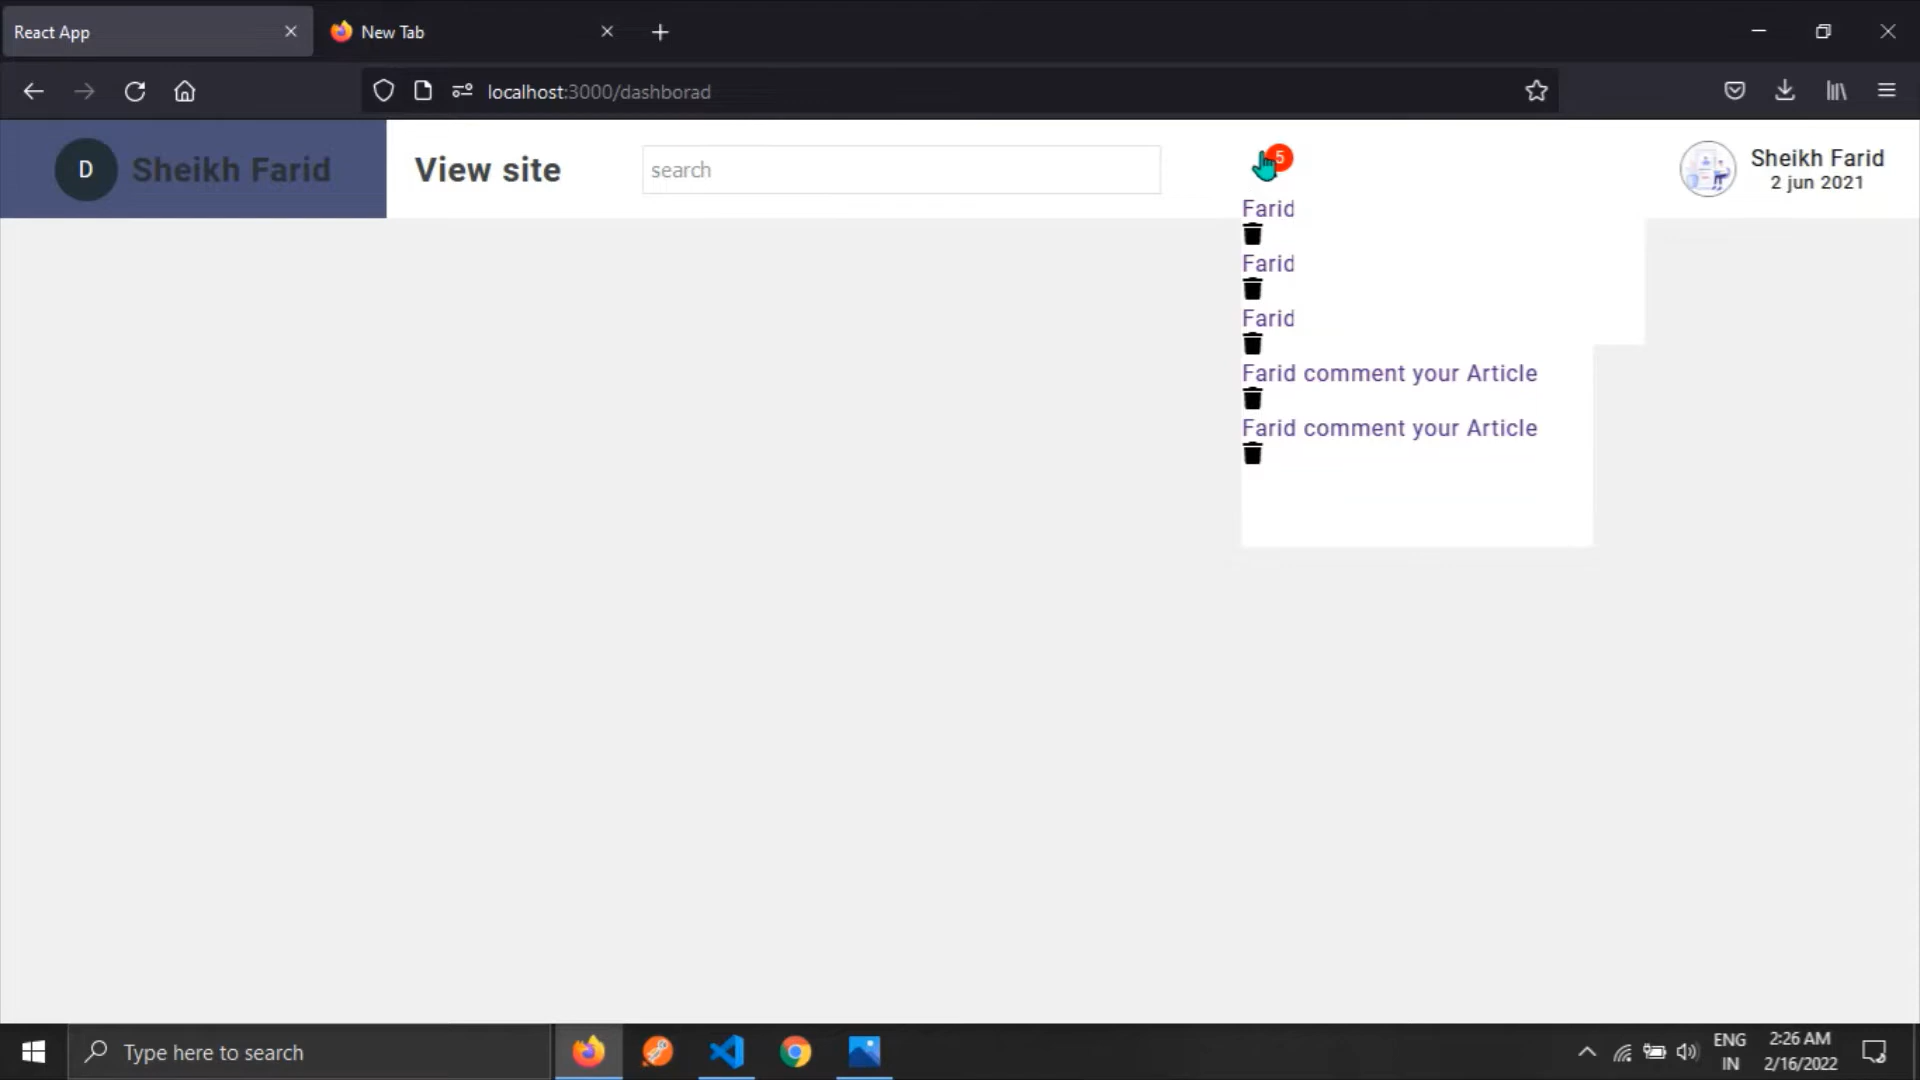 React App
New Tab
localhost:3000/dashborad
D Sheikh Farid
View site
search
5
Sheikh Farid
2 jun 2021
Farid
Farid
Farid
Farid comment your Article
Farid comment your Article
Type here to search
ENG
IN
2:26 AM
2/16/2022